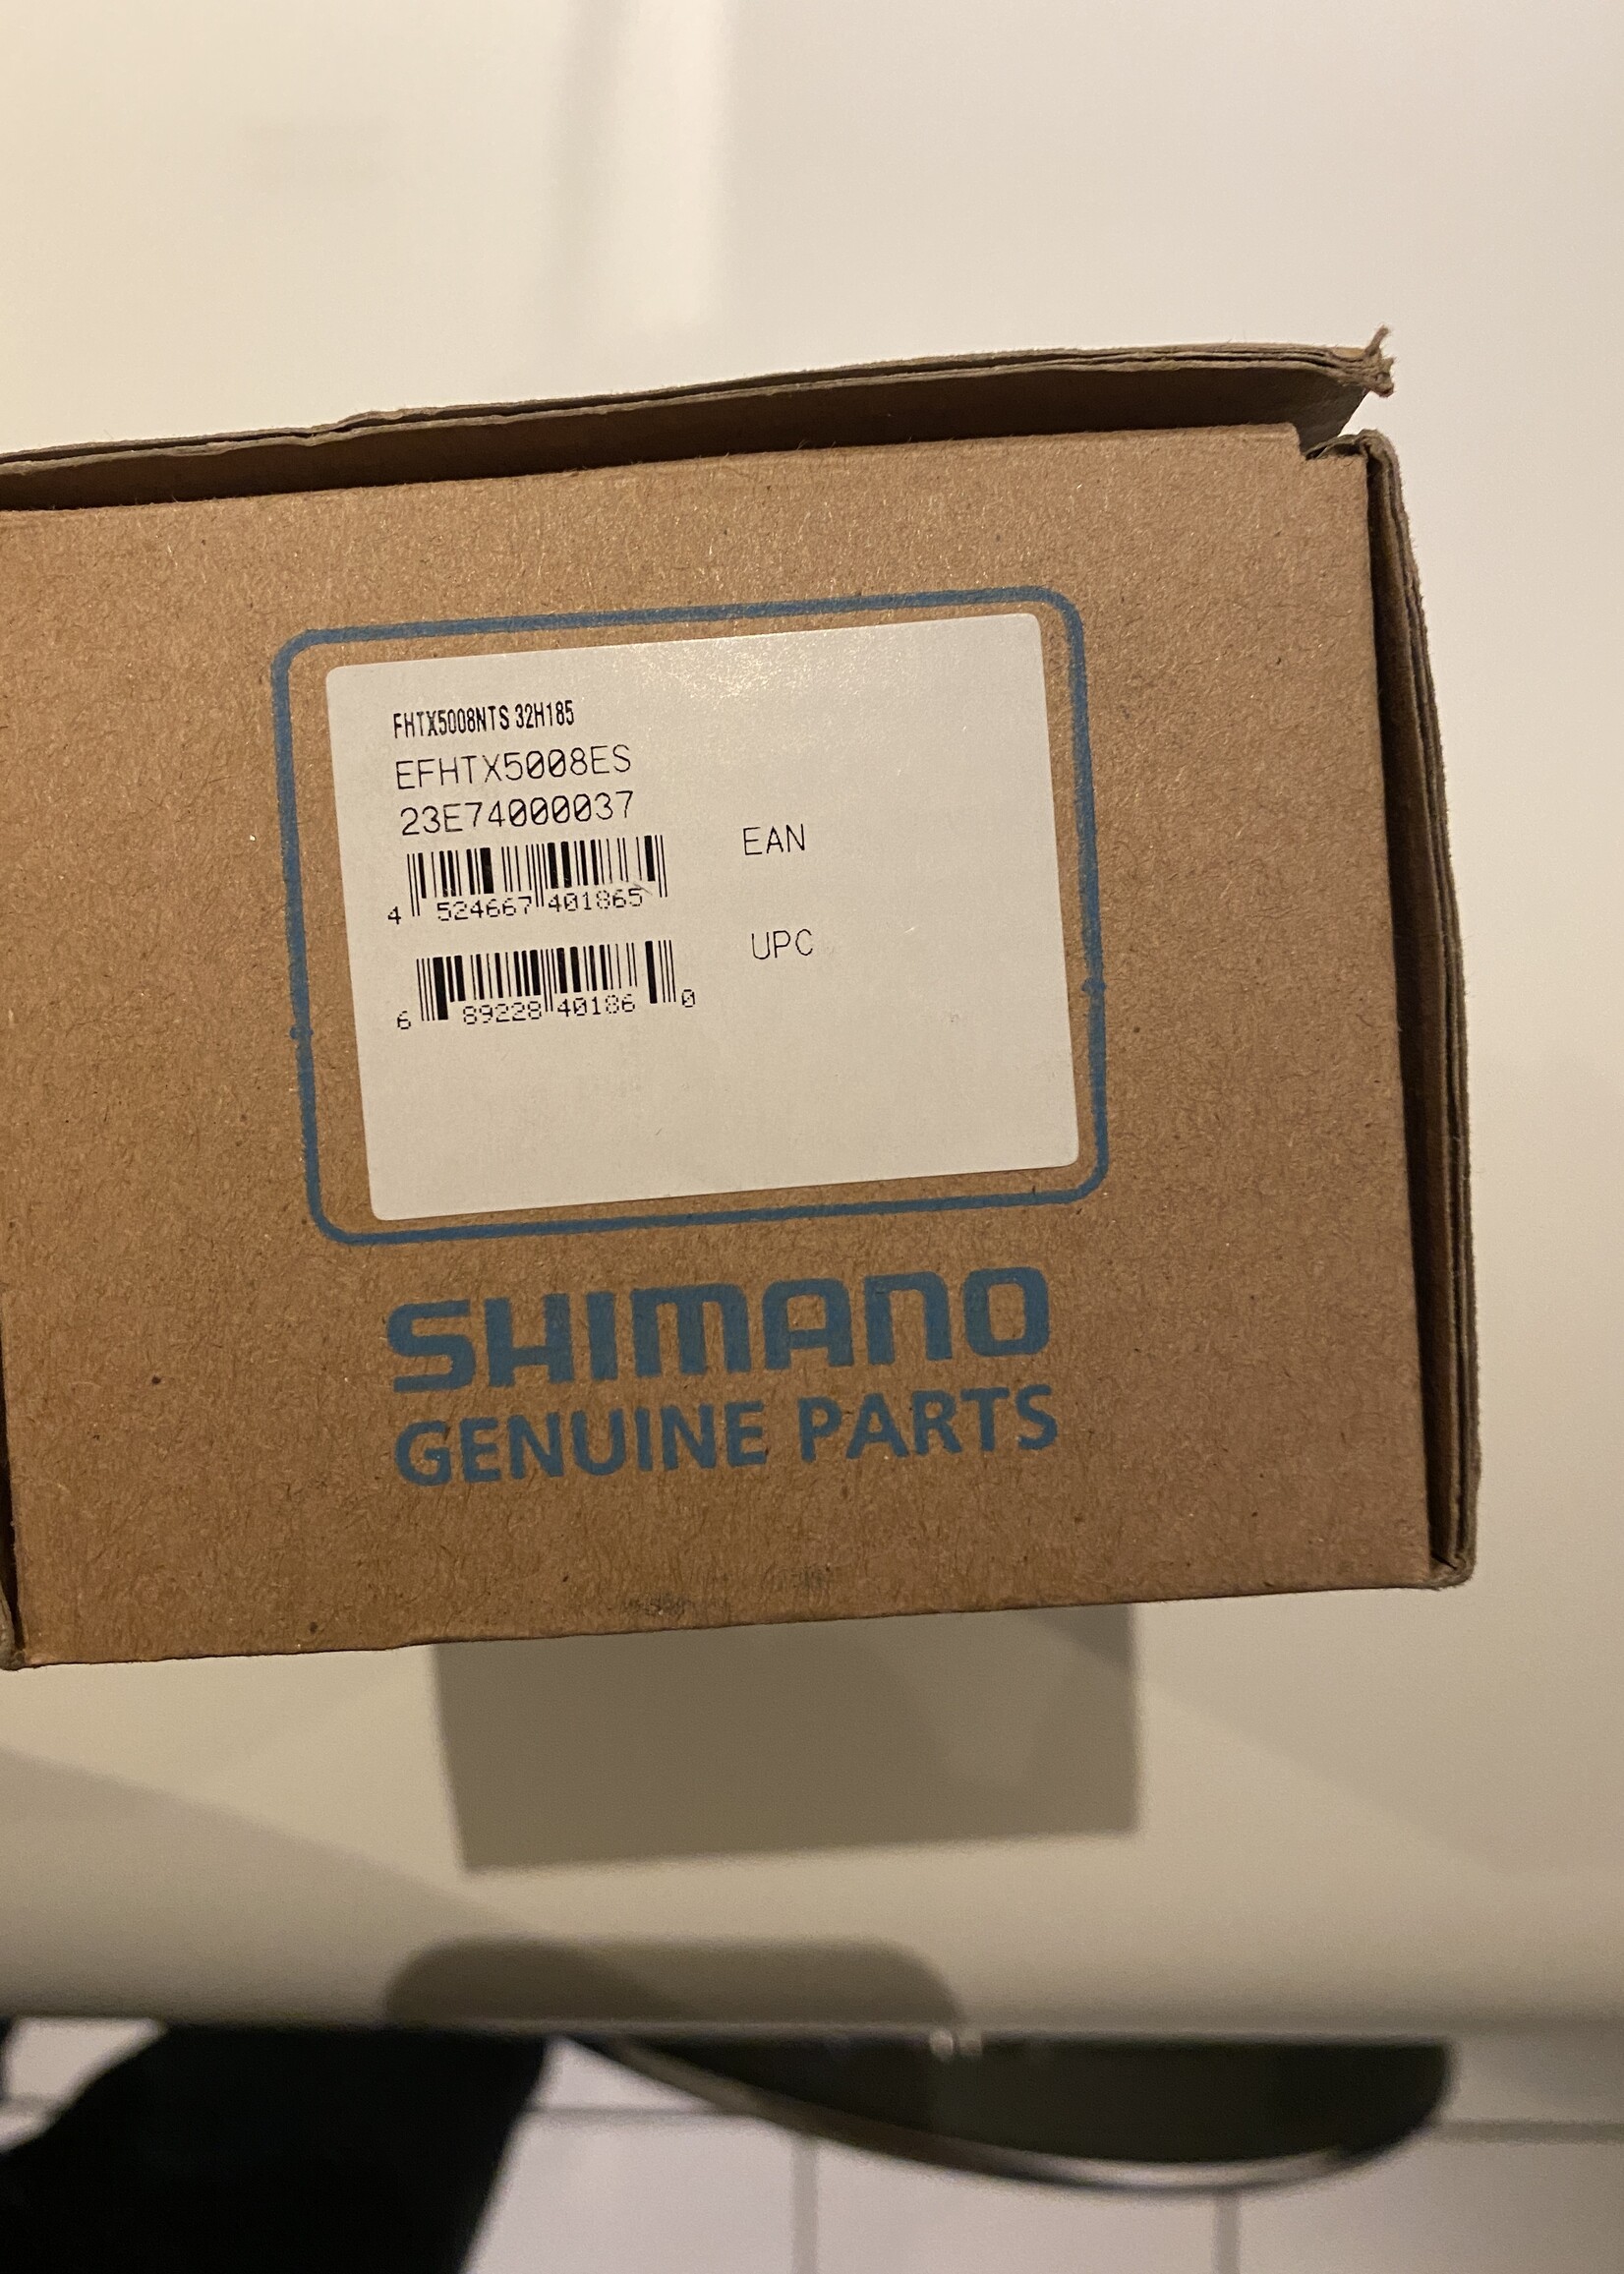 FHTX5008NTS 32H185
EFHTX5008ES
23E74000037
EAN
4 524667 401865
UPC
6 89228 40186 0
SHIMANO
GENUINE PARTS